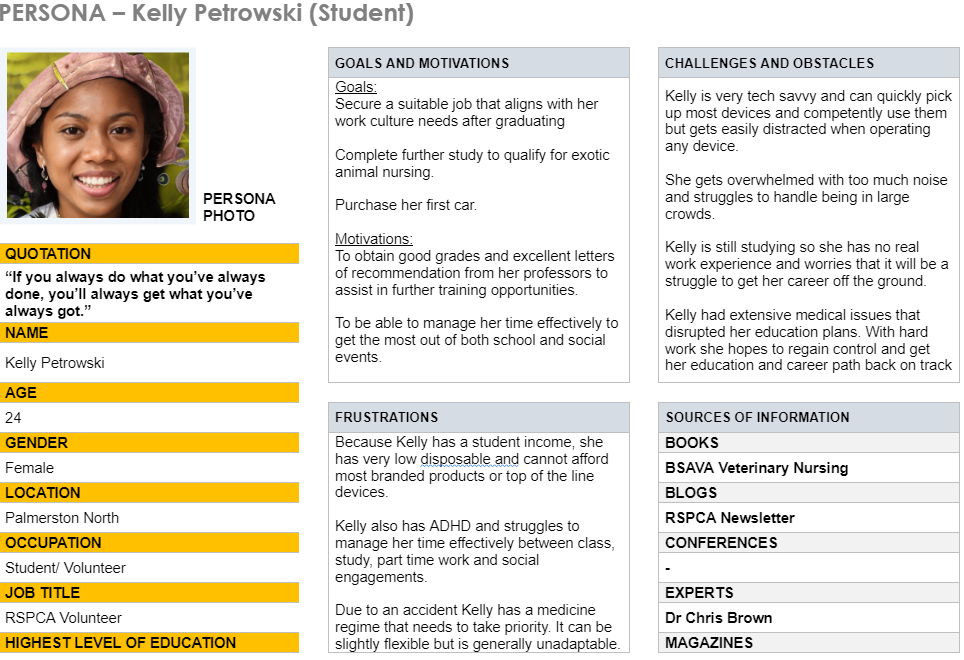 PERSONA – Kelly Petrowski (Student)
PERSONA
PHOTO
QUOTATION
“If you always do what you’ve always
done, you’ll always get what you’ve
always got.”
NAME
Kelly Petrowski
AGE
24
GENDER
Female
LOCATION
Palmerston North
OCCUPATION
Student/ Volunteer
JOB TITLE
RSPCA Volunteer
HIGHEST LEVEL OF EDUCATION
GOALS AND MOTIVATIONS
Goals:
Secure a suitable job that aligns with her
work culture needs after graduating
Complete further study to qualify for exotic
animal nursing.
Purchase her first car.
Motivations:
To obtain good grades and excellent letters
of recommendation from her professors to
assist in further training opportunities.
To be able to manage her time effectively to
get the most out of both school and social
events.
FRUSTRATIONS
Because Kelly has a student income, she
has very low disposable and cannot afford
most branded products or top of the line
devices.
Kelly also has ADHD and struggles to
manage her time effectively between class,
study, part time work and social
engagements.
Due to an accident Kelly has a medicine
regime that needs to take priority. It can be
slightly flexible but is generally unadaptable.
CHALLENGES AND OBSTACLES
Kelly is very tech savvy and can quickly pick
up most devices and competently use them
but gets easily distracted when operating
any device.
She gets overwhelmed with too much noise
and struggles to handle being in large
crowds.
Kelly is still studying so she has no real
work experience and worries that it will be a
struggle to get her career off the ground.
Kelly had extensive medical issues that
disrupted her education plans. With hard
work she hopes to regain control and get
her education and career path back on track
SOURCES OF INFORMATION
BOOKS
BSAVA Veterinary Nursing
BLOGS
RSPCA Newsletter
CONFERENCES
-
EXPERTS
Dr Chris Brown
MAGAZINES